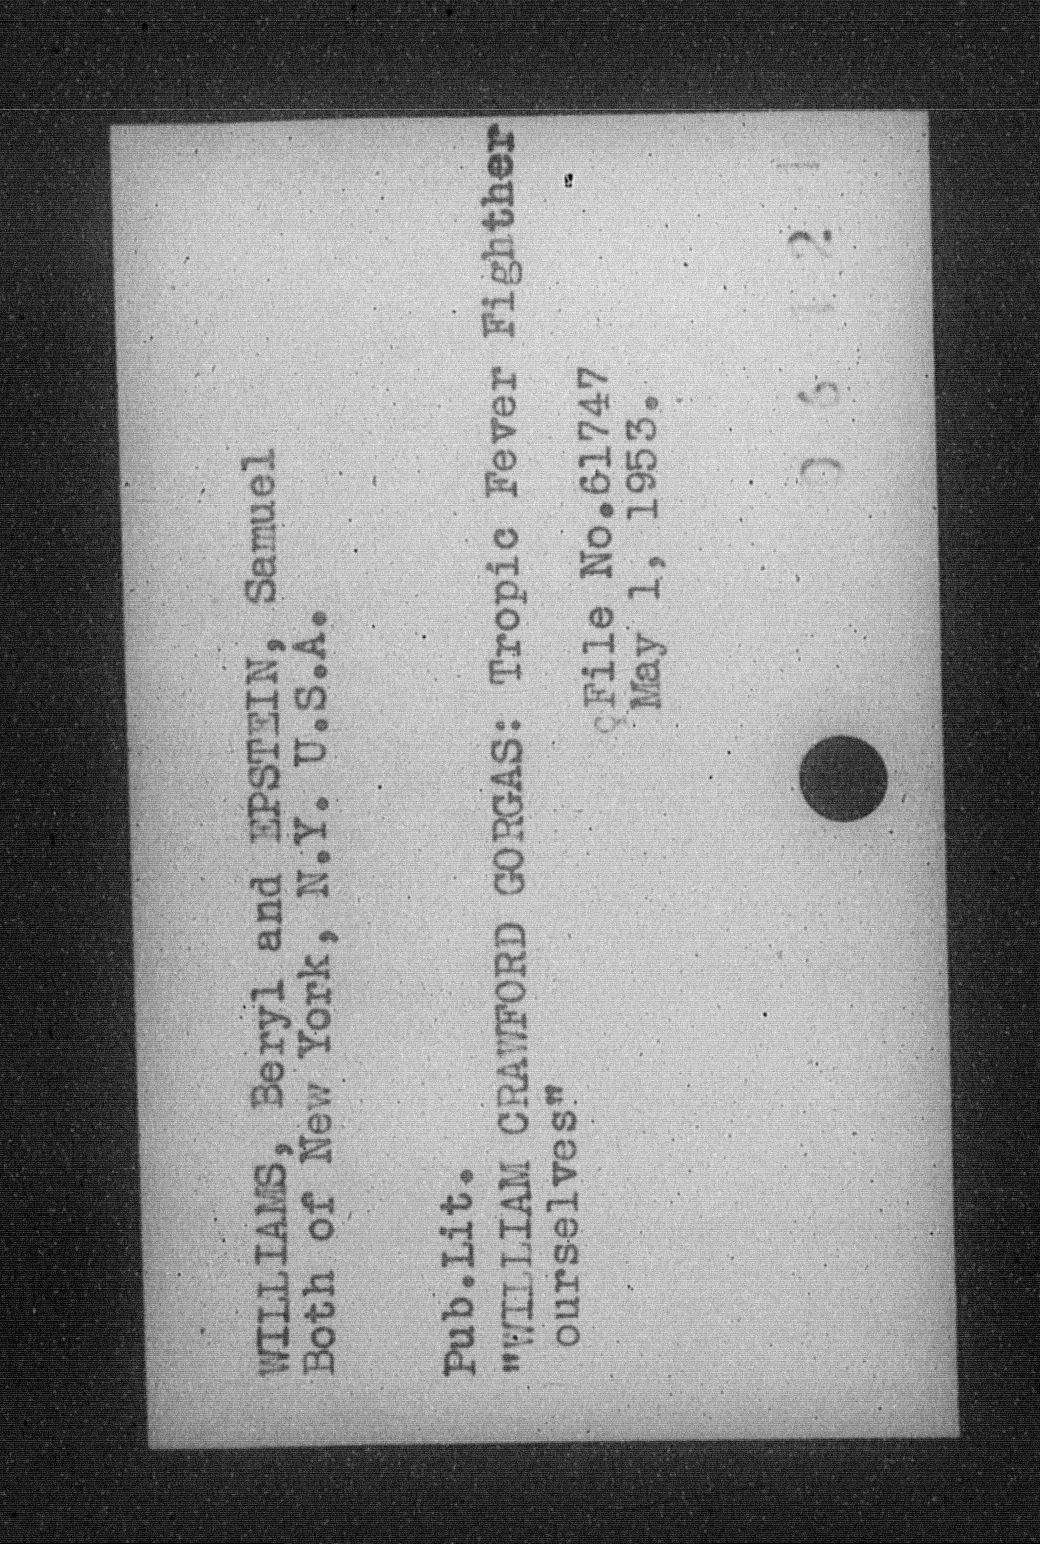 WILLIAMS, Beryl and EPSTEIN, Samuel
Both of New York, N.Y. U.S.A.
Pub.Lit.
"WILLIAM CRAWFORD GORGAS: Tropic Fever Fighther
ourselves"
File No.61747
May 1, 1953.